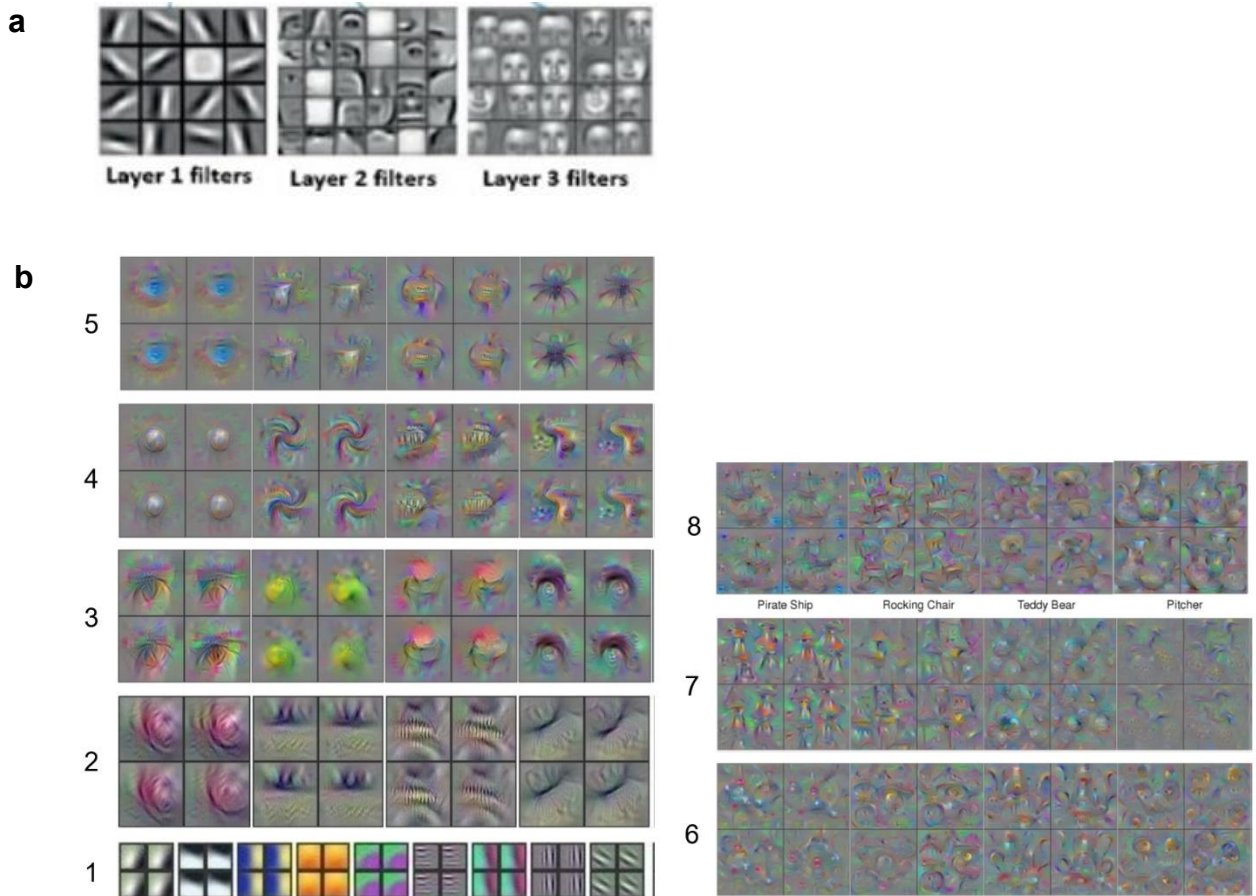 a
Layer 1 filters Layer 2 filters Layer 3 filters
b
5
4
3
2
1
8
Pirate Ship Rocking Chair Teddy Bear Pitcher
7
6